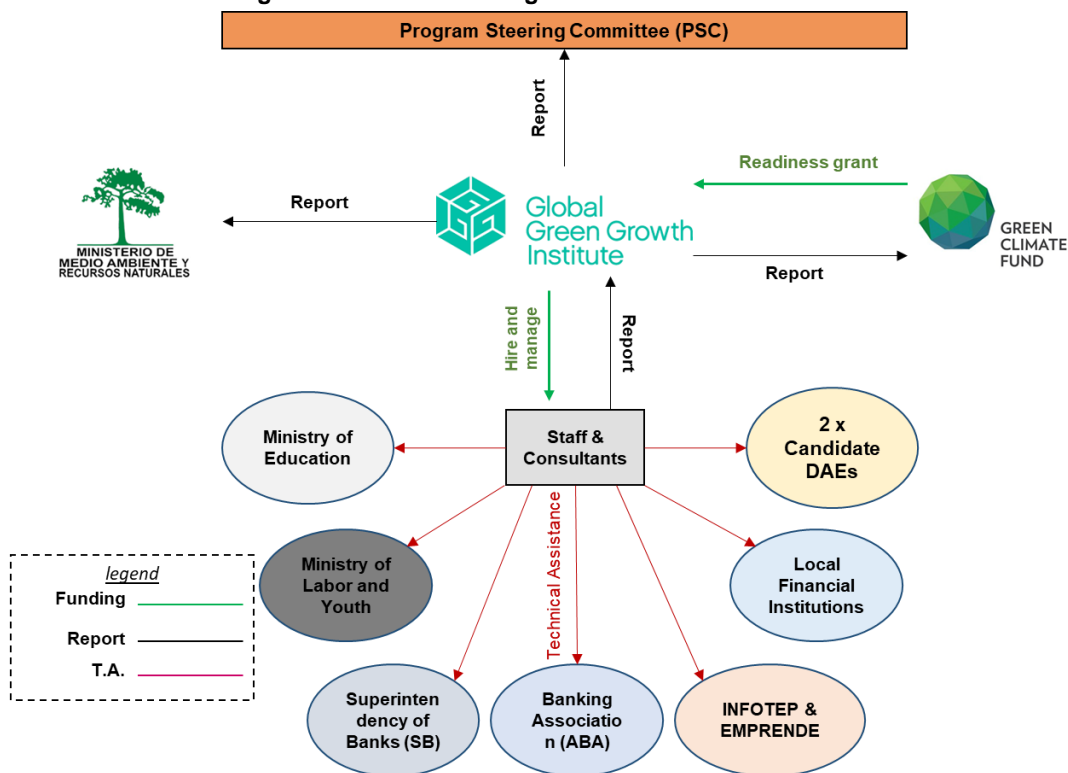 Program Steering Committee (PSC)
Report
Readiness grant
Report
Global
Green Growth
Institute
GREEN
CLIMATE
FUND
MINISTERIO DE
MEDIO AMBIENTE Y
RECURSOS NATURALES
Report
Hire and
manage
Report
Ministry of
Education
Staff &
Consultants
2 x
Candidate
DAEs
Technical Assistance
Ministry of
Labor and
Youth
Local
Financial
Institutions
legend
Funding
Report
T.A.
Superinten
dency of
Banks (SB)
Banking
Associatio
n (ABA)
INFOTEP &
EMPRENDE